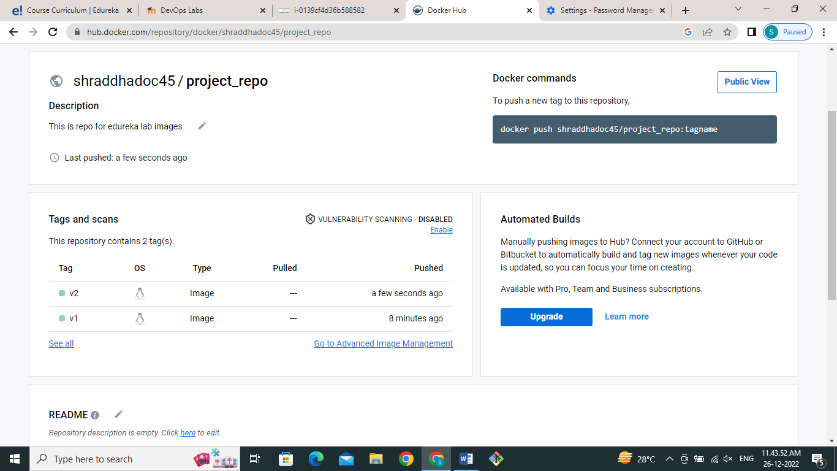 Course Curriculum | Edureka
DevOps Labs
i-0139cf4d36b588582
Docker Hub
Settings - Password Manage
hub.docker.com/repository/docker/shraddhadoc45/project_repo
S Paused
shraddhadoc45 / project_repo
Description
This is repo for edureka lab images
Last pushed: a few seconds ago
Docker commands
Public View
To push a new tag to this repository,
docker push shraddhadoc45/project_repo:tagname
Tags and scans
VULNERABILITY SCANNING - DISABLED
Enable
This repository contains 2 tag(s).
Tag OS Type Pulled Pushed
v2 Image --- a few seconds ago
v1 Image --- 8 minutes ago
See all
Go to Advanced Image Management
Automated Builds
Manually pushing images to Hub? Connect your account to GitHub or
Bitbucket to automatically build and tag new images whenever your code
is updated, so you can focus your time on creating.
Available with Pro, Team and Business subscriptions.
Upgrade
Learn more
README
Repository description is empty. Click here to edit.
Type here to search
28°C
ENG
11.43.52 AM
26-12-2022
5